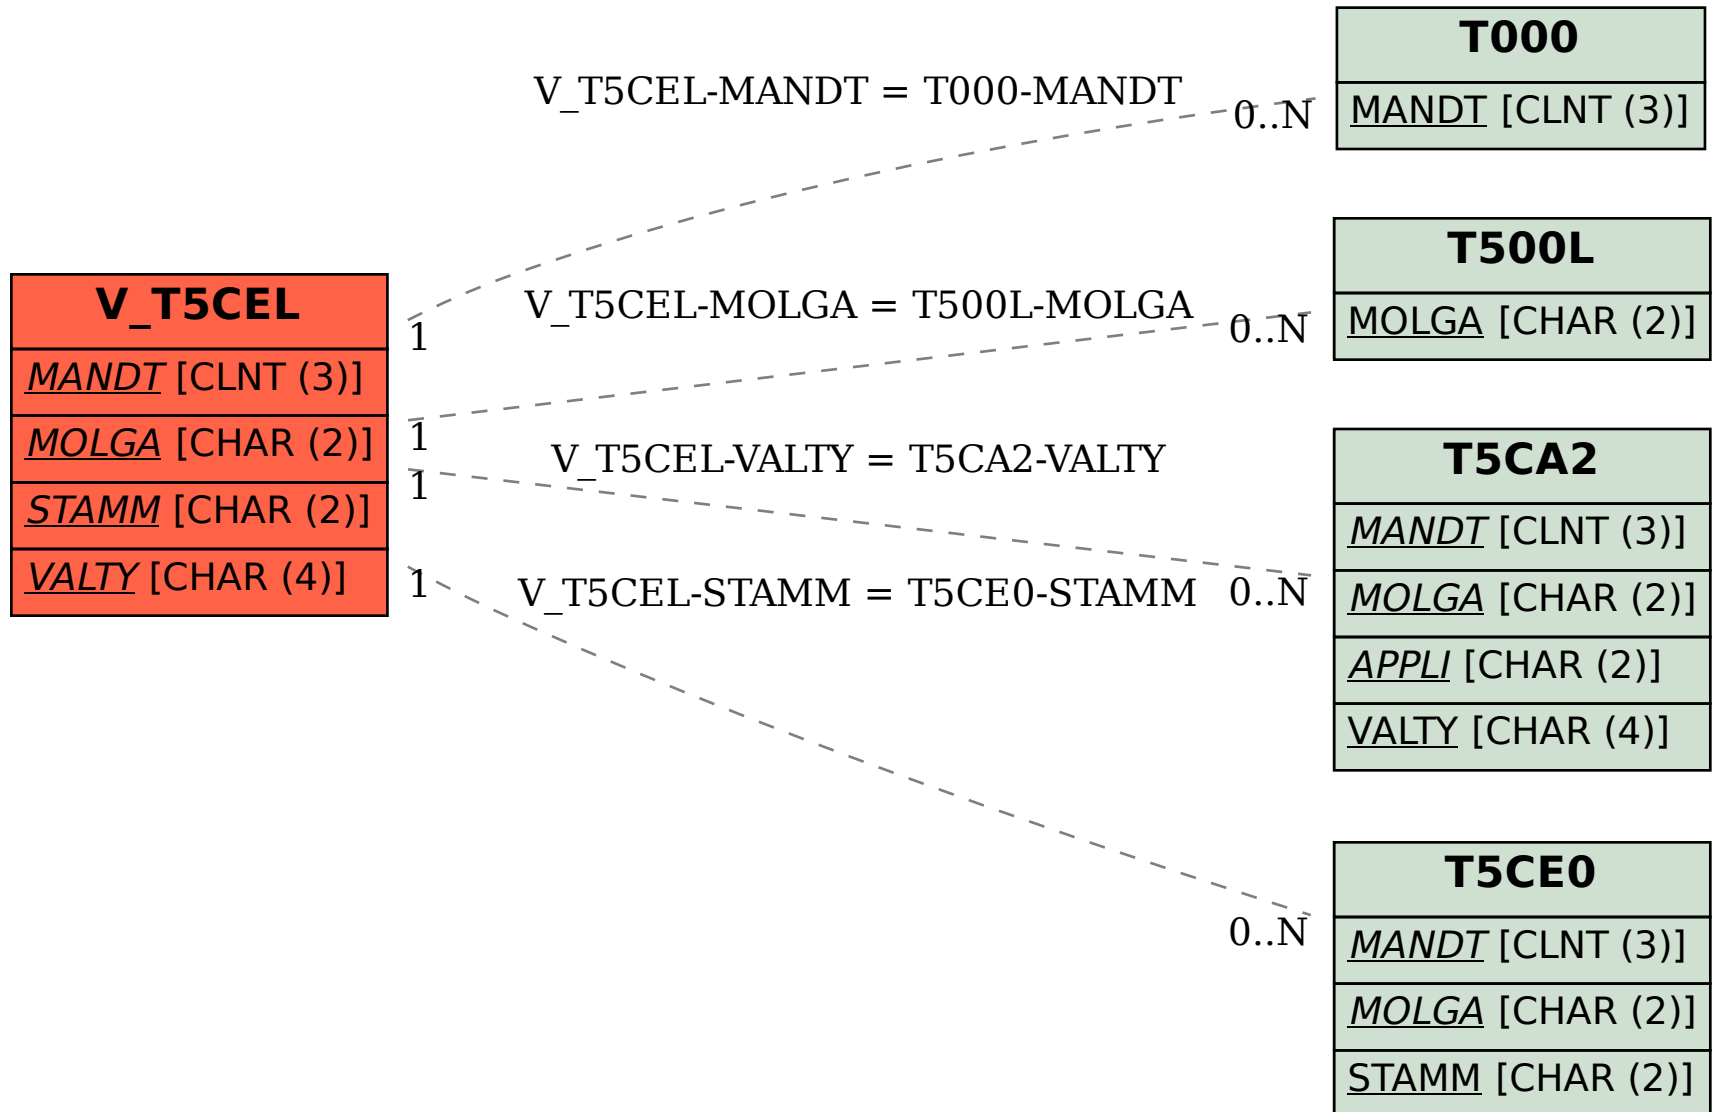 V_T5CEL
MANDT [CLNT (3)]
MOLGA [CHAR (2)]
STAMM [CHAR (2)]
VALTY [CHAR (4)]
V_T5CEL-MANDT = T000-MANDT
1
0..N
V_T5CEL-MOLGA = T500L-MOLGA
1
0..N
V_T5CEL-VALTY = T5CA2-VALTY
1
0..N
V_T5CEL-STAMM = T5CE0-STAMM
1
0..N
T000
MANDT [CLNT (3)]
T500L
MOLGA [CHAR (2)]
T5CA2
MANDT [CLNT (3)]
MOLGA [CHAR (2)]
APPLI [CHAR (2)]
VALTY [CHAR (4)]
T5CE0
MANDT [CLNT (3)]
MOLGA [CHAR (2)]
STAMM [CHAR (2)]